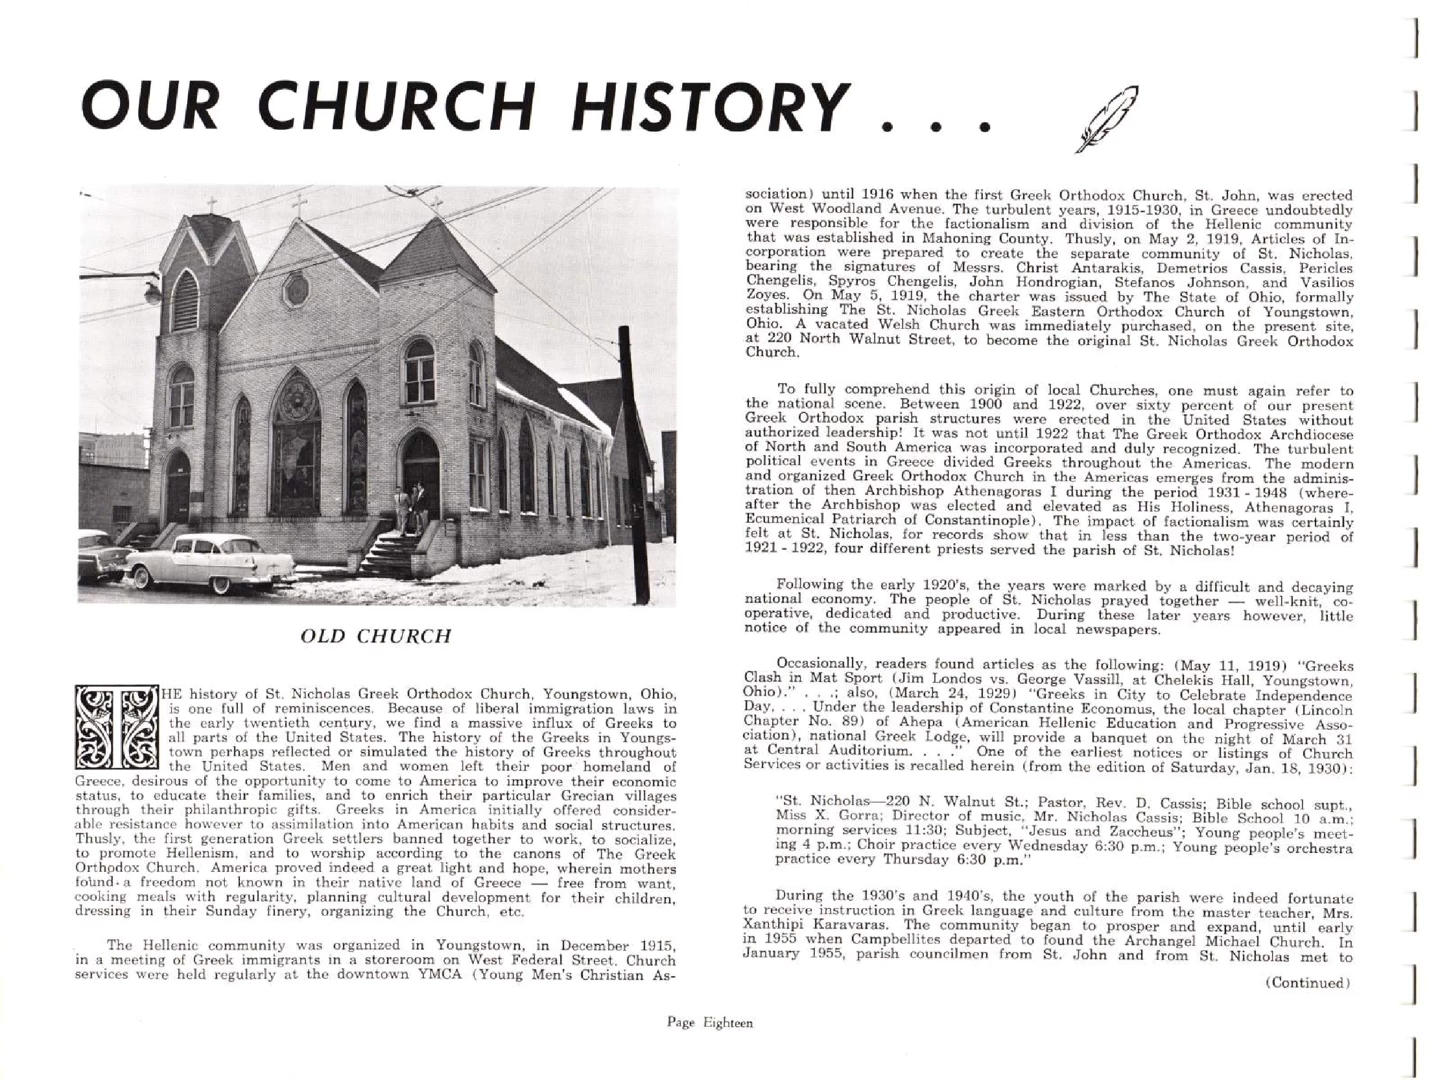 OUR CHURCH HISTORY . . .
OLD CHURCH
THE history of St. Nicholas Greek Orthodox Church, Youngstown, Ohio,
is one full of reminiscences. Because of liberal immigration laws in
the early twentieth century, we find a massive influx of Greeks to
all parts of the United States. The history of the Greeks in Youngs-
town perhaps reflected or simulated the history of Greeks throughout
the United States. Men and women left their poor homeland of
Greece, desirous of the opportunity to come to America to improve their economic
status, to educate their families, and to enrich their particular Grecian villages
through their philanthropic gifts. Greeks in America initially offered consider-
able resistance however to assimilation into American habits and social structures.
Thusly, the first generation Greek settlers banned together to work, to socialize,
to promote Hellenism, and to worship according to the canons of The Greek
Orthodox Church. America proved indeed a great light and hope, wherein mothers
found a freedom not known in their native land of Greece — free from want,
cooking meals with regularity, planning cultural development for their children,
dressing in their Sunday finery, organizing the Church, etc.
The Hellenic community was organized in Youngstown, in December 1915,
in a meeting of Greek immigrants in a storeroom on West Federal Street. Church
services were held regularly at the downtown YMCA (Young Men's Christian As-
sociation) until 1916 when the first Greek Orthodox Church, St. John, was erected
on West Woodland Avenue. The turbulent years, 1915-1930, in Greece undoubtedly
were responsible for the factionalism and division of the Hellenic community
that was established in Mahoning County. Thusly, on May 2, 1919, Articles of In-
corporation were prepared to create the separate community of St. Nicholas,
bearing the signatures of Messrs. Christ Antarakis, Demetrios Cassis, Pericles
Chengelis, Spyros Chengelis, John Hondrogian, Stefanos Johnson, and Vasilios
Zoyes. On May 5, 1919, the charter was issued by The State of Ohio, formally
establishing The St. Nicholas Greek Eastern Orthodox Church of Youngstown,
Ohio. A vacated Welsh Church was immediately purchased, on the present site,
at 220 North Walnut Street, to become the original St. Nicholas Greek Orthodox
Church.
To fully comprehend this origin of local Churches, one must again refer to
the national scene. Between 1900 and 1922, over sixty percent of our present
Greek Orthodox parish structures were erected in the United States without
authorized leadership! It was not until 1922 that The Greek Orthodox Archdiocese
of North and South America was incorporated and duly recognized. The turbulent
political events in Greece divided Greeks throughout the Americas. The modern
and organized Greek Orthodox Church in the Americas emerges from the adminis-
tration of then Archbishop Athenagoras I during the period 1931 - 1948 (where-
after the Archbishop was elected and elevated as His Holiness, Athenagoras I,
Ecumenical Patriarch of Constantinople). The impact of factionalism was certainly
felt at St. Nicholas, for records show that in less than the two-year period of
1921 - 1922, four different priests served the parish of St. Nicholas!
Following the early 1920's, the years were marked by a difficult and decaying
national economy. The people of St. Nicholas prayed together — well-knit, co-
operative, dedicated and productive. During these later years however, little
notice of the community appeared in local newspapers.
Occasionally, readers found articles as the following: (May 11, 1919) "Greeks
Clash in Mat Sport (Jim Londos vs. George Vassill, at Chelekis Hall, Youngstown,
Ohio)." . . .; also, (March 24, 1929) "Greeks in City to Celebrate Independence
Day, . . . Under the leadership of Constantine Economus, the local chapter (Lincoln
Chapter No. 89) of Ahepa (American Hellenic Education and Progressive Asso-
ciation), national Greek Lodge, will provide a banquet on the night of March 31
at Central Auditorium. . . ." One of the earliest notices or listings of Church
Services or activities is recalled herein (from the edition of Saturday, Jan. 18, 1930):
"St. Nicholas—220 N. Walnut St.; Pastor, Rev. D. Cassis; Bible school supt.,
Miss X. Gorra; Director of music, Mr. Nicholas Cassis; Bible School 10 a.m.;
morning services 11:30; Subject, "Jesus and Zaccheus"; Young people's meet-
ing 4 p.m.; Choir practice every Wednesday 6:30 p.m.; Young people's orchestra
practice every Thursday 6:30 p.m."
During the 1930's and 1940's, the youth of the parish were indeed fortunate
to receive instruction in Greek language and culture from the master teacher, Mrs.
Xanthipi Karavaras. The community began to prosper and expand, until early
in 1955 when Campbellites departed to found the Archangel Michael Church. In
January 1955, parish councilmen from St. John and from St. Nicholas met to
(Continued)
Page Eighteen